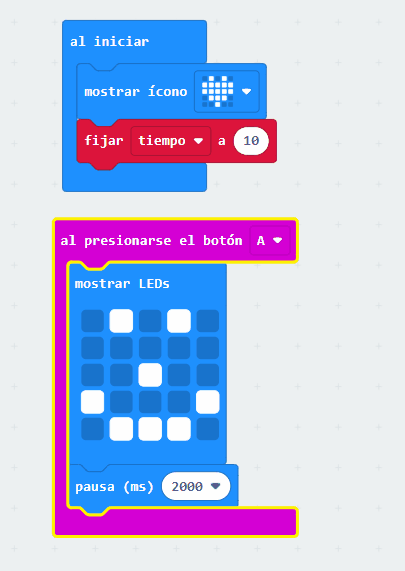 al iniciar
mostrar ícono
fijar tiempo a 10
al presionarse el botón A
mostrar LEDs
pausa (ms) 2000